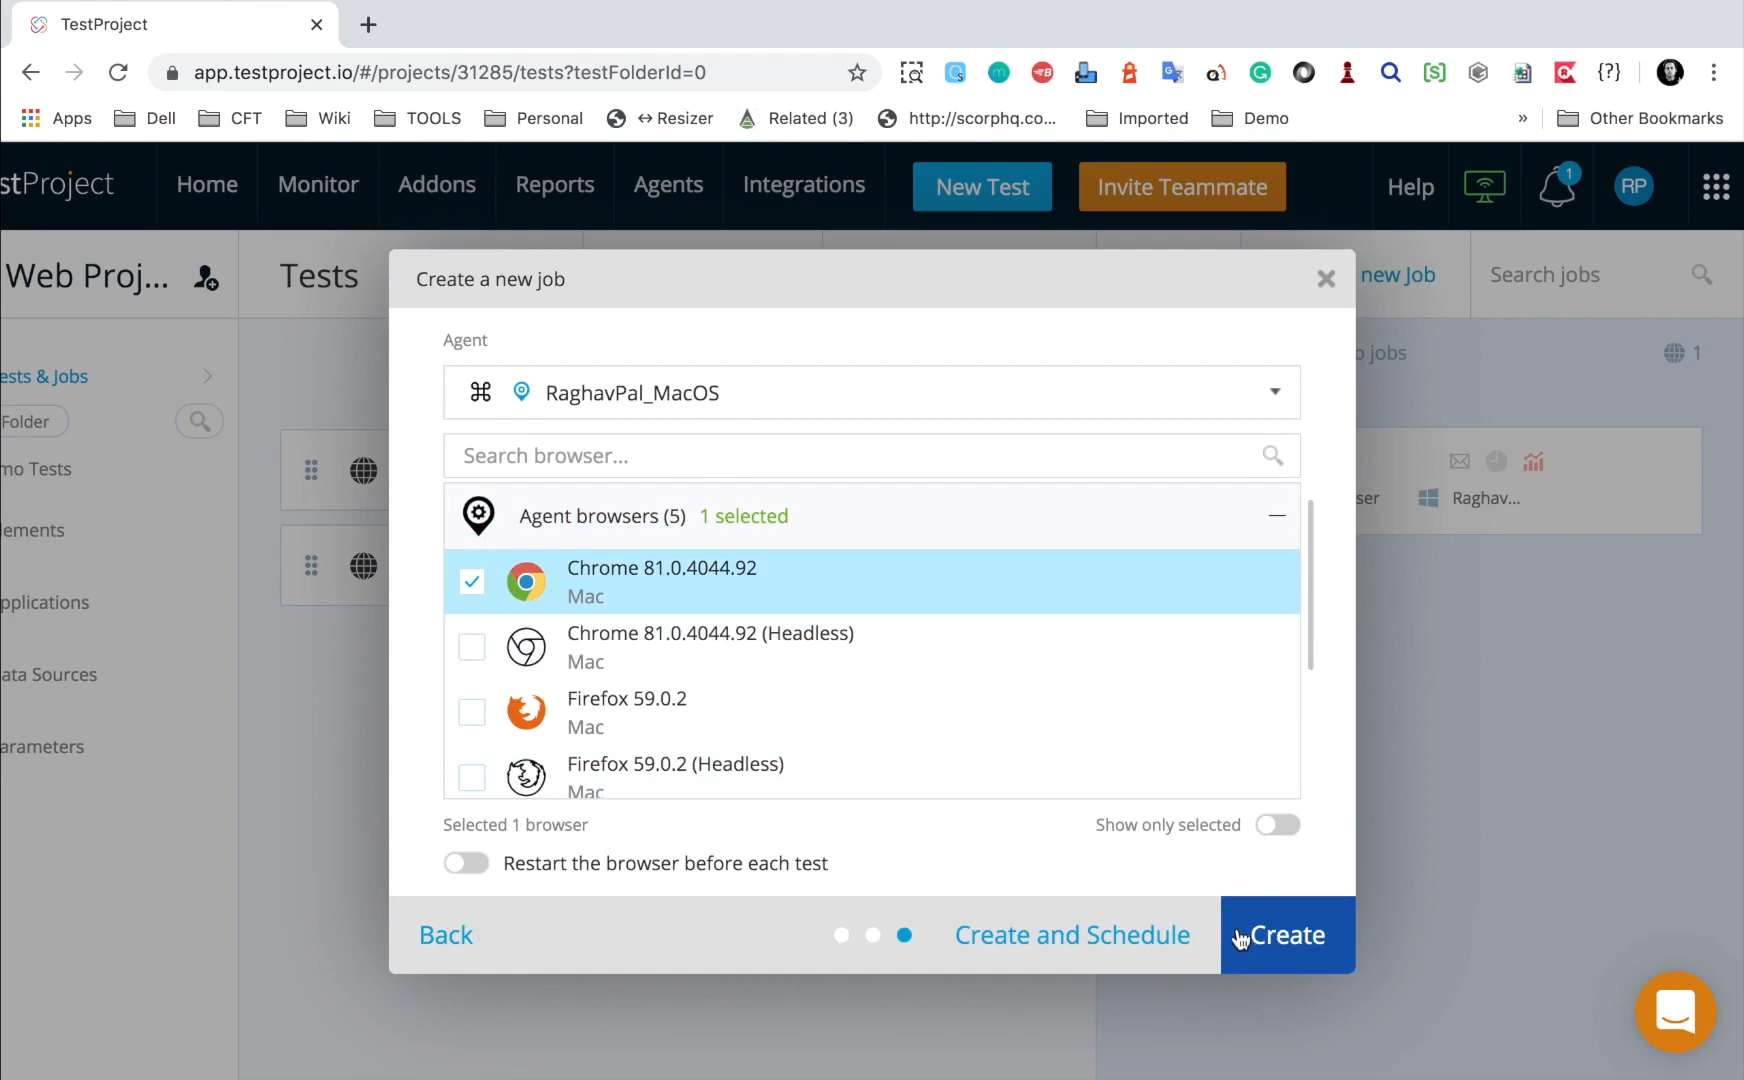 TestProject
app.testproject.io/#/projects/31285/tests?testFolderId=0
Apps Dell CFT Wiki TOOLS Personal ↔Resizer Related (3) http://scorphq.co... Imported Demo » Other Bookmarks
stProject Home Monitor Addons Reports Agents Integrations New Test Invite Teammate Help 1 RP
Web Proj... Tests new Job Search jobs
Create a new job
Agent
RaghavPal_MacOS
Search browser...
Agent browsers (5) 1 selected
Chrome 81.0.4044.92
Mac
Chrome 81.0.4044.92 (Headless)
Mac
Firefox 59.0.2
Mac
Firefox 59.0.2 (Headless)
Mac
Selected 1 browser Show only selected
Restart the browser before each test
Back Create and Schedule Create
ests & Jobs
Folder
mo Tests
lements
pplications
ata Sources
arameters
b jobs 1
ser Raghav...